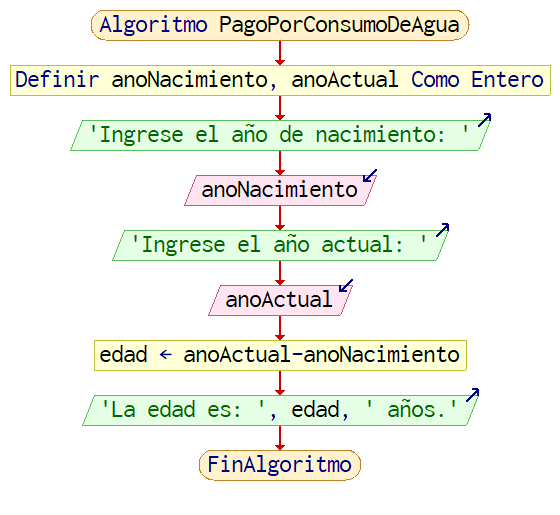 Algoritmo PagoPorConsumoDeAgua
Definir anoNacimiento, anoActual Como Entero
'Ingrese el año de nacimiento: '
anoNacimiento
'Ingrese el año actual: '
anoActual
edad ← anoActual-anoNacimiento
'La edad es: ', edad, ' años.'
FinAlgoritmo